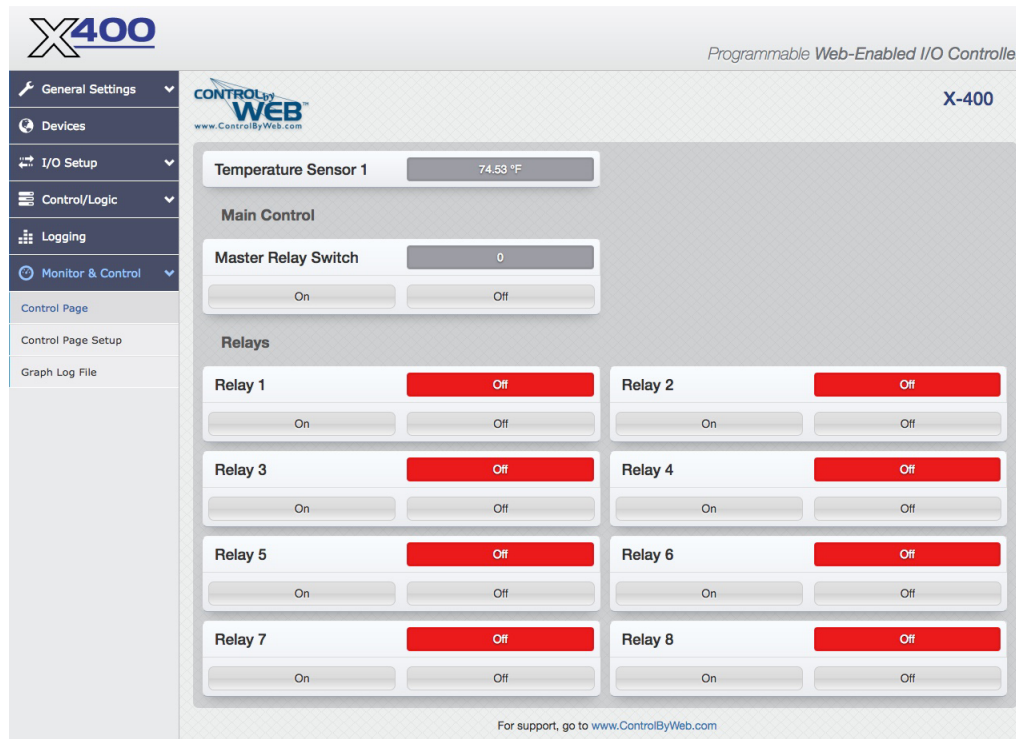 X400
Programmable Web-Enabled I/O Controlle
General Settings
Devices
I/O Setup
Control/Logic
Logging
Monitor & Control
Control Page
Control Page Setup
Graph Log File
CONTROL by
WEB™
www.ControlByWeb.com
X-400
Temperature Sensor 1 74.53 °F
Main Control
Master Relay Switch 0
On Off
Relays
Relay 1 Off
On Off
Relay 2 Off
On Off
Relay 3 Off
On Off
Relay 4 Off
On Off
Relay 5 Off
On Off
Relay 6 Off
On Off
Relay 7 Off
On Off
Relay 8 Off
On Off
For support, go to www.ControlByWeb.com